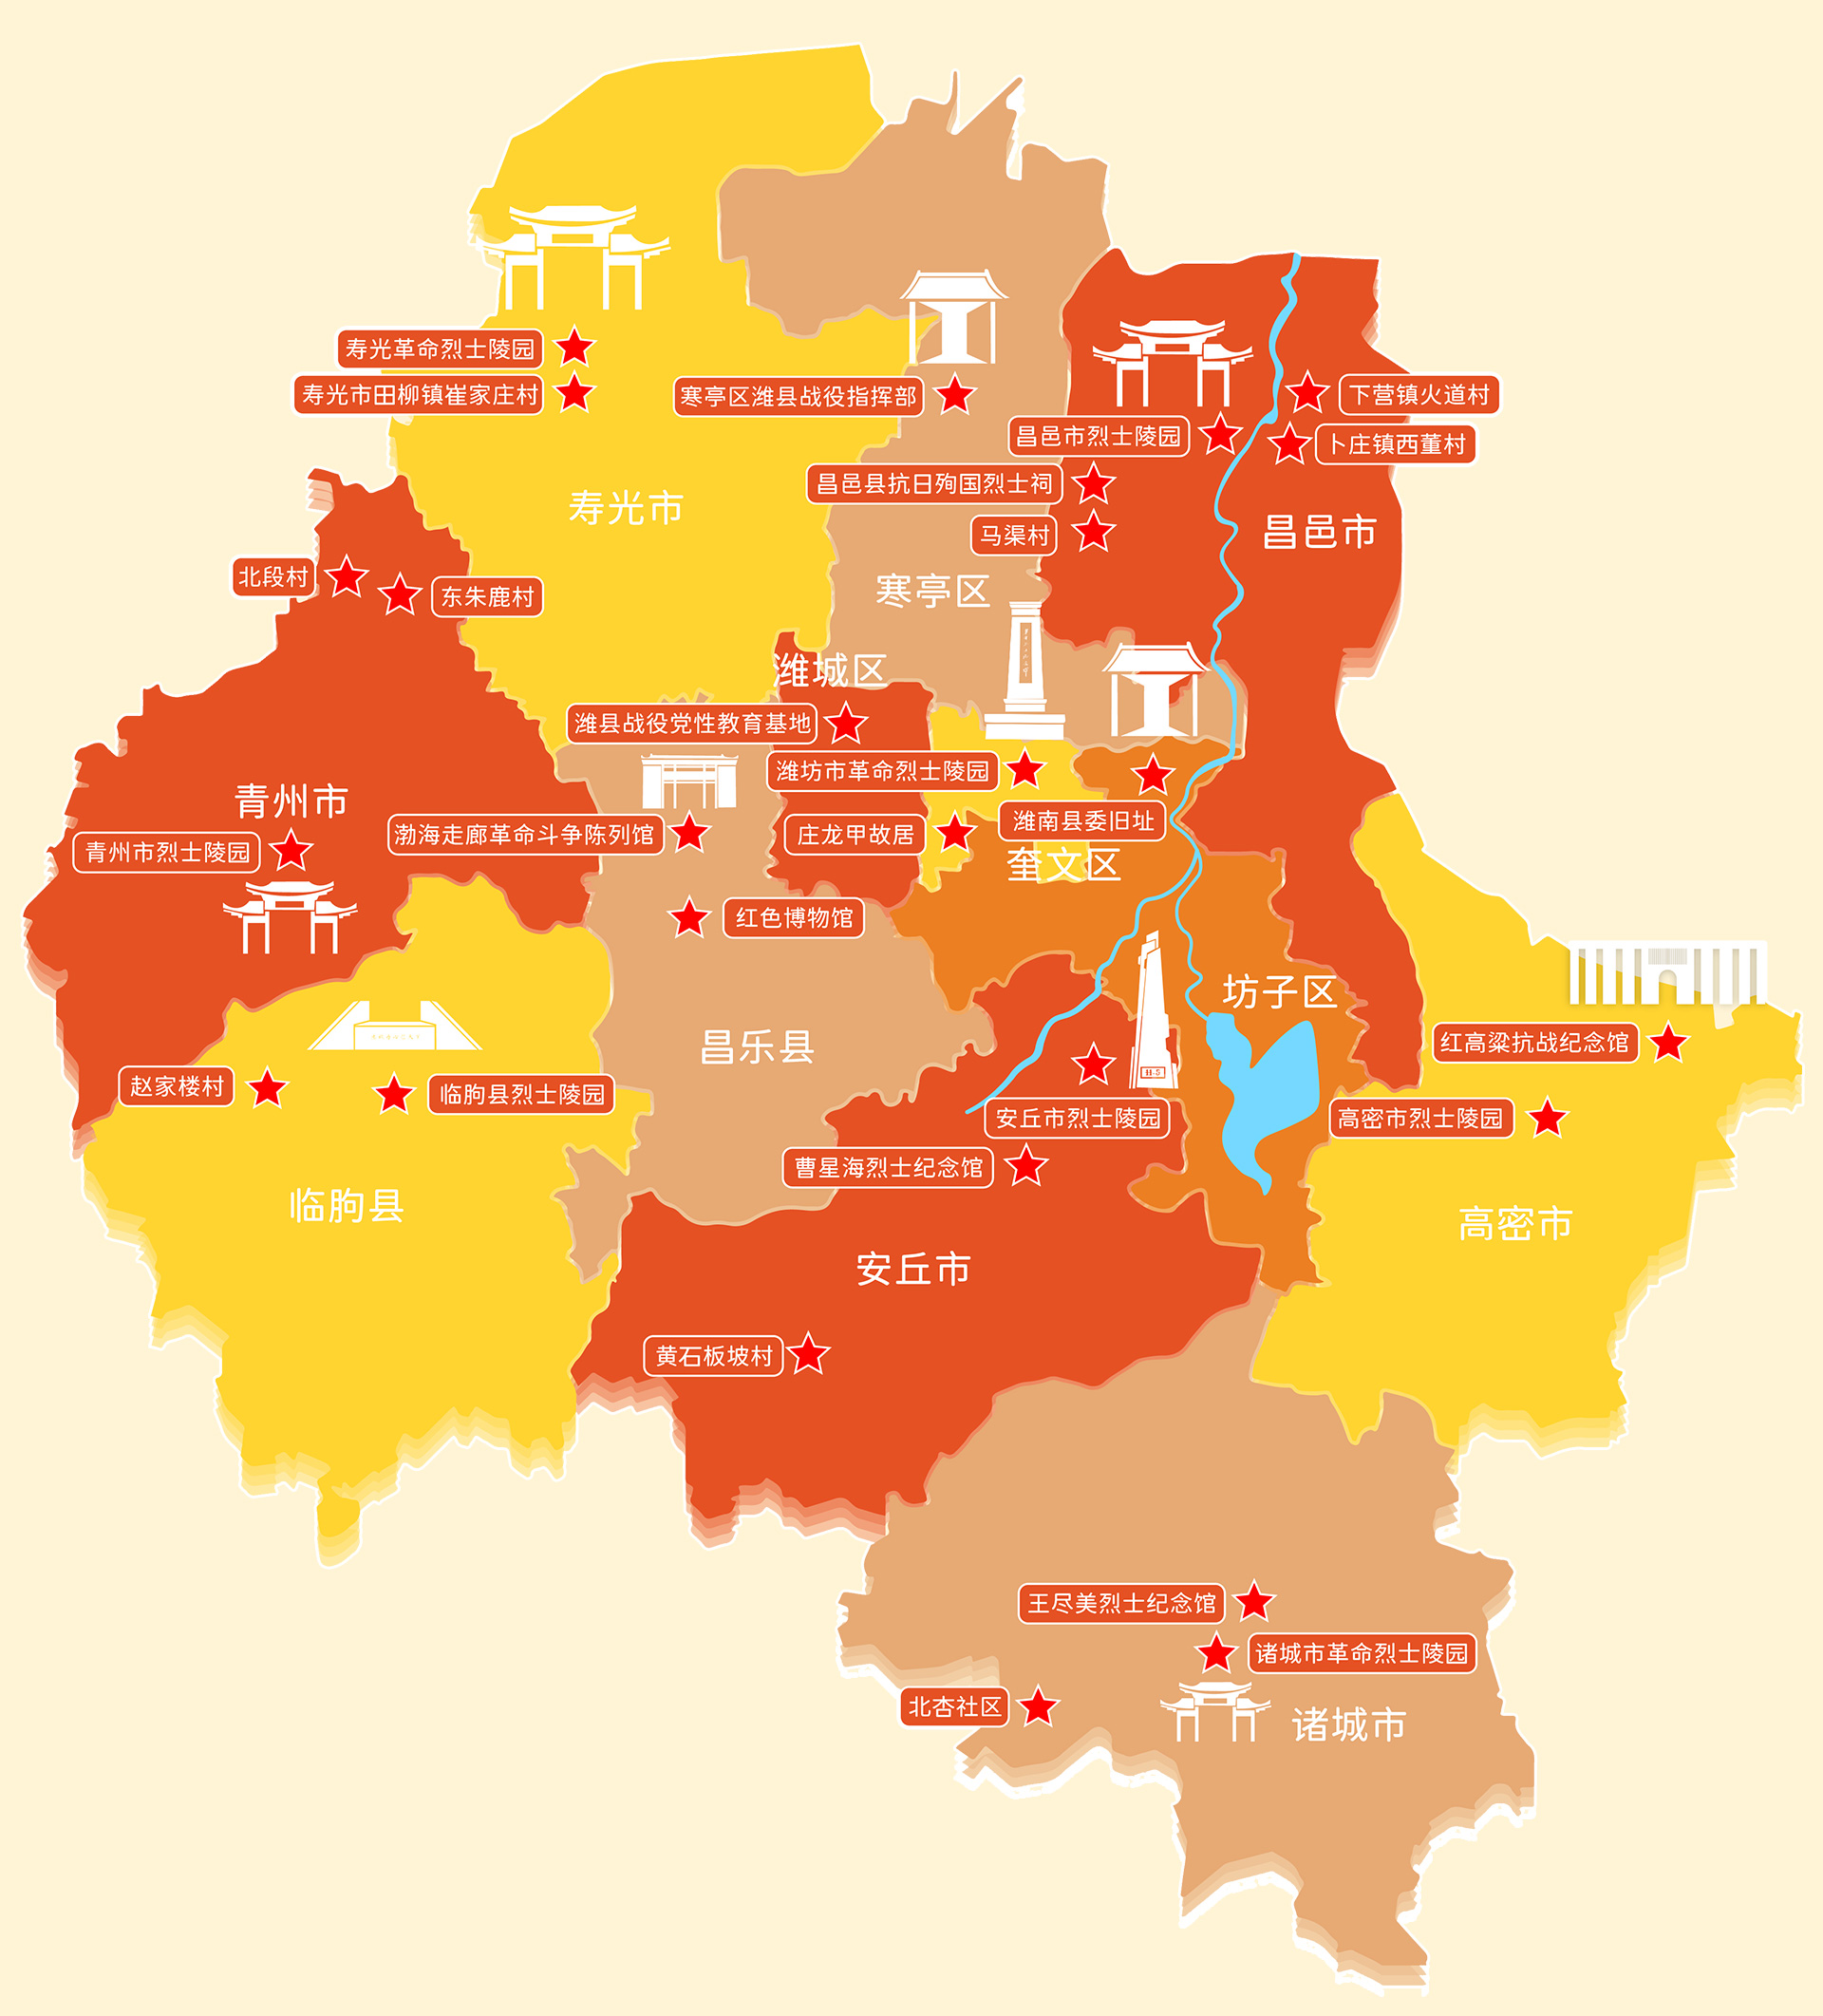 寿光革命烈士陵园
寿光市田柳镇崔家庄村
寒亭区潍县战役指挥部
下营镇火道村
昌邑市烈士陵园
卜庄镇西董村
昌邑县抗日殉国烈士祠
寿光市
马渠村
昌邑市
北段村
东朱鹿村
寒亭区
潍城区
潍县战役党性教育基地
潍坊市革命烈士陵园
青州市
潍南县委旧址
渤海走廊革命斗争陈列馆
庄龙甲故居
青州市烈士陵园
奎文区
红色博物馆
坊子区
红高粱抗战纪念馆
昌乐县
赵家楼村
临朐县烈士陵园
H-5
安丘市烈士陵园
高密市烈士陵园
曹星海烈士纪念馆
临朐县
高密市
安丘市
黄石板坡村
王尽美烈士纪念馆
诸城市革命烈士陵园
北杏社区
诸城市